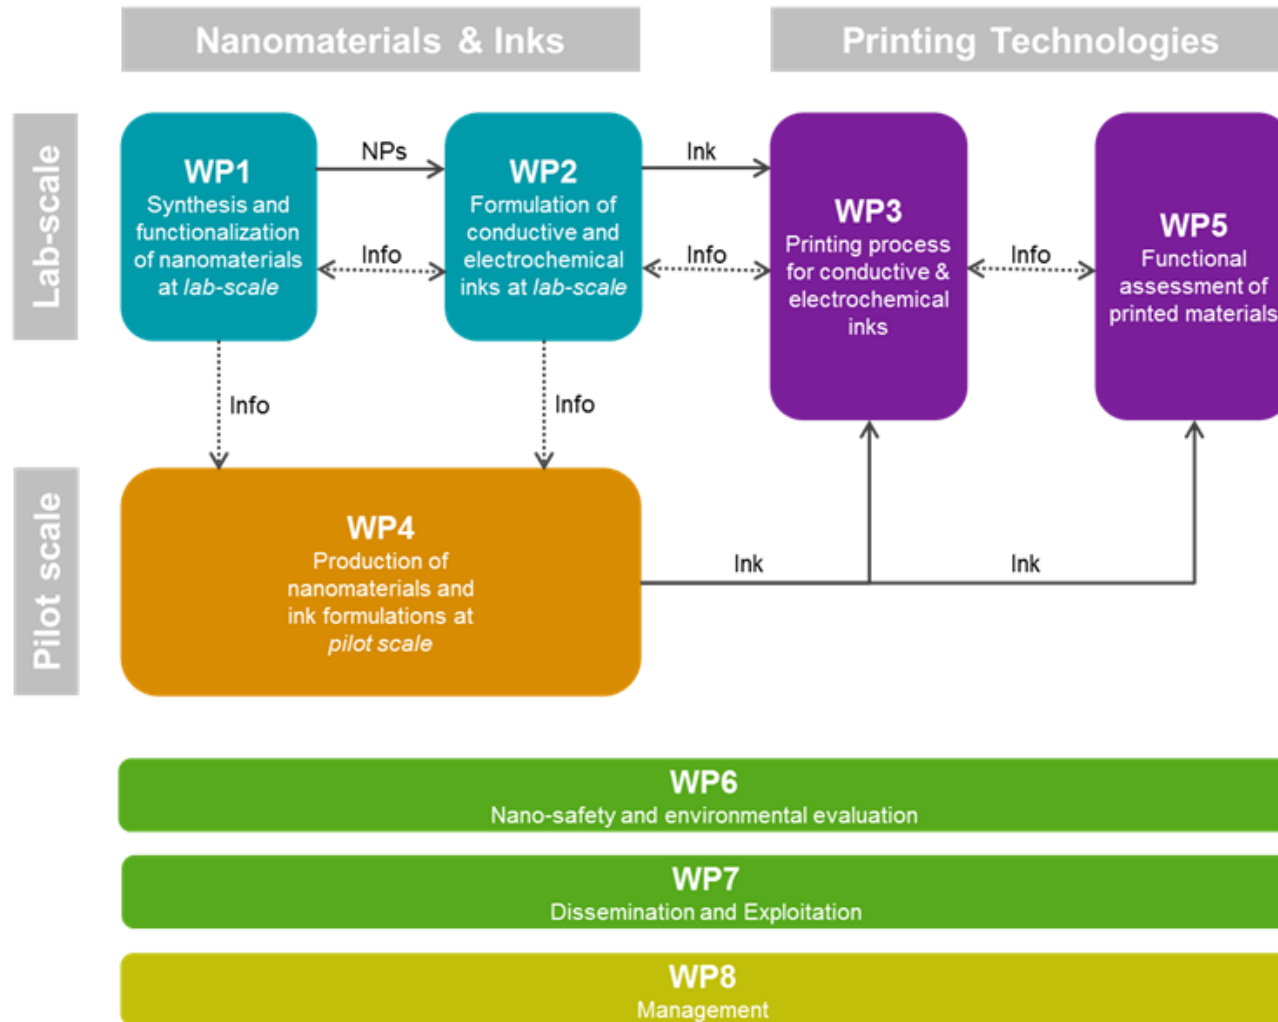 Nanomaterials & Inks
Printing Technologies
Lab-scale
WP1
Synthesis and
functionalization
of nanomaterials
at lab-scale
NPs
Info
WP2
Formulation of
conductive and
electrochemical
inks at lab-scale
Ink
Info
WP3
Printing process
for conductive &
electrochemical
inks
Info
WP5
Functional
assessment of
printed materials
Info
Info
Pilot scale
WP4
Production of
nanomaterials and
ink formulations at
pilot scale
Ink
Ink
WP6
Nano-safety and environmental evaluation
WP7
Dissemination and Exploitation
WP8
Management